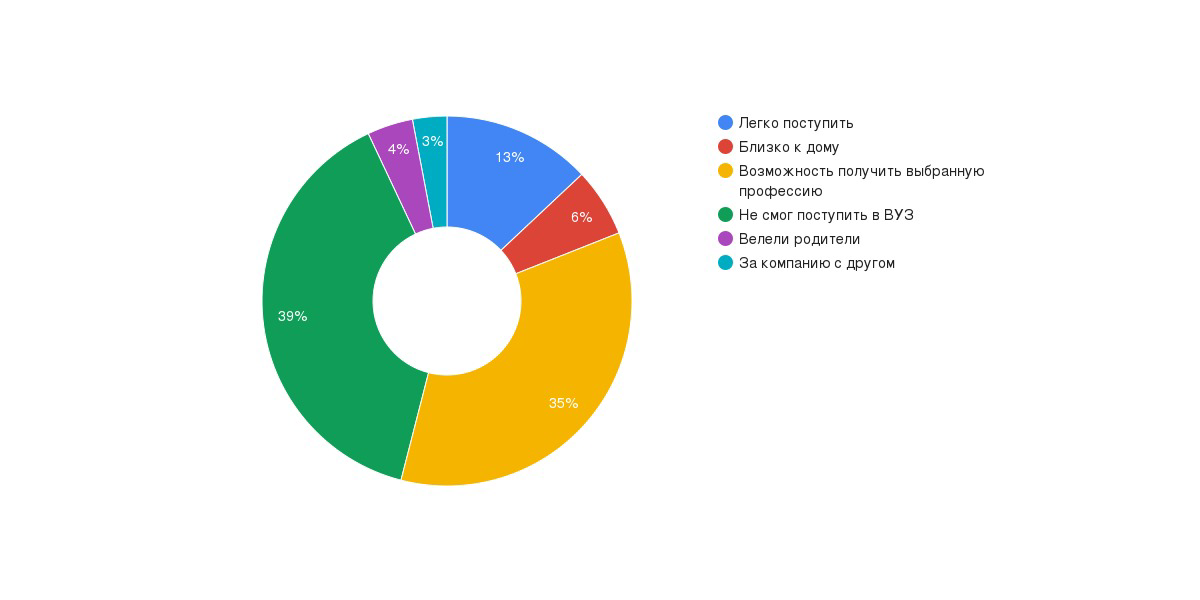 3%
4%
13%
6%
39%
35%
Легко поступить
Близко к дому
Возможность получить выбранную
профессию
Не смог поступить в ВУЗ
Велели родители
За компанию с другом